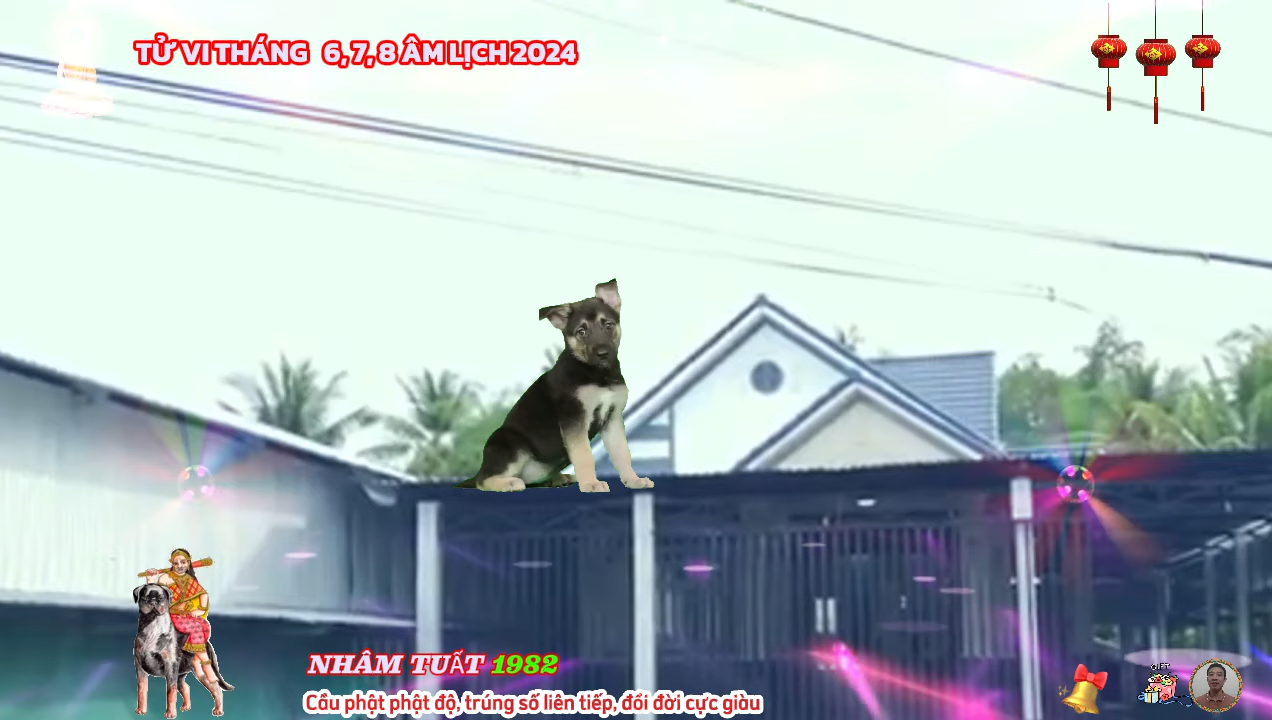 TỬ VI THÁNG 6, 7, 8 ÂM LỊCH 2024
NHÂM TUẤT 1982
Cầu phật phật độ, trúng số liên tiếp, đổi đời cực giàu
GIFT